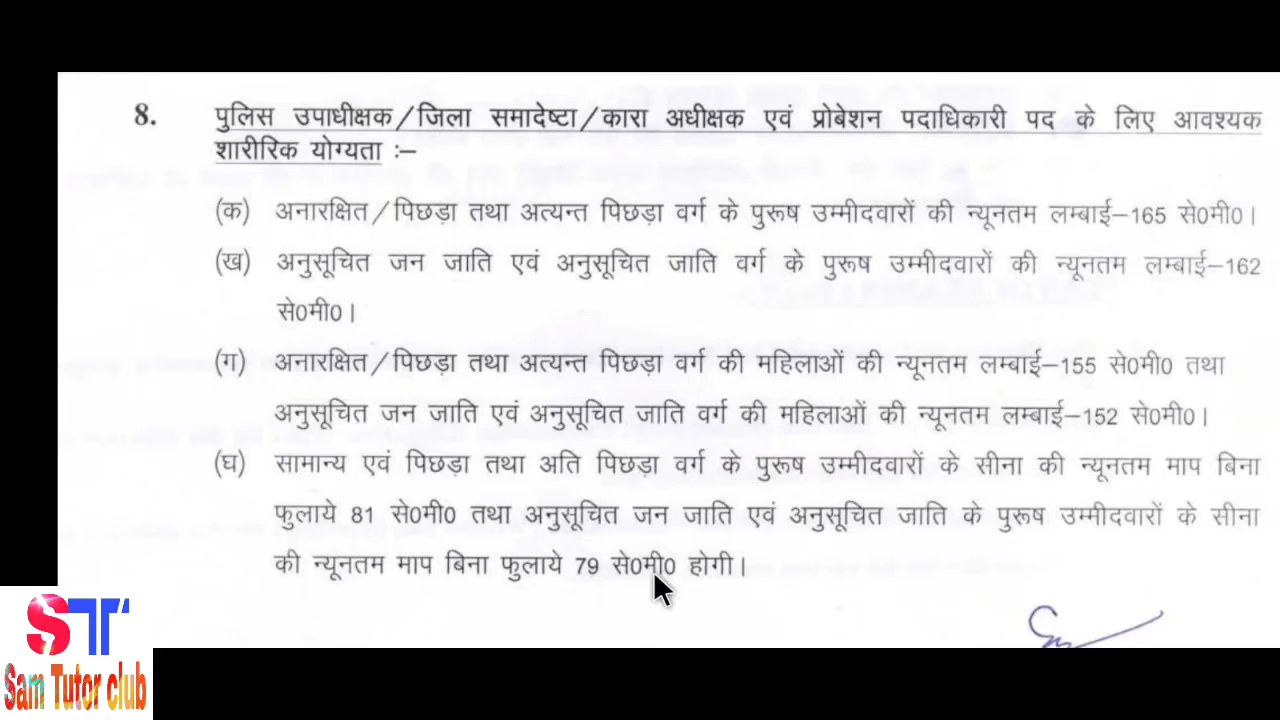 8. पुलिस उपाधीक्षक/जिला समादेष्टा/कारा अधीक्षक एवं प्रोबेशन पदाधिकारी पद के लिए आवश्यक
शारीरिक योग्यता :–
(क) अनारक्षित/पिछड़ा तथा अत्यन्त पिछड़ा वर्ग के पुरूष उम्मीदवारों की न्यूनतम लम्बाई–165 से0मी0।
(ख) अनुसूचित जन जाति एवं अनुसूचित जाति वर्ग के पुरूष उम्मीदवारों की न्यूनतम लम्बाई–162
से0मी0।
(ग) अनारक्षित/पिछड़ा तथा अत्यन्त पिछड़ा वर्ग की महिलाओं की न्यूनतम लम्बाई–155 से0मी0 तथा
अनुसूचित जन जाति एवं अनुसूचित जाति वर्ग की महिलाओं की न्यूनतम लम्बाई–152 से0मी0।
(घ) सामान्य एवं पिछड़ा तथा अति पिछड़ा वर्ग के पुरूष उम्मीदवारों के सीना की न्यूनतम माप बिना
फुलाये 81 से0मी0 तथा अनुसूचित जन जाति एवं अनुसूचित जाति के पुरूष उम्मीदवारों के सीना
की न्यूनतम माप बिना फुलाये 79 से0मी0 होगी।
ST
Sam Tutor club